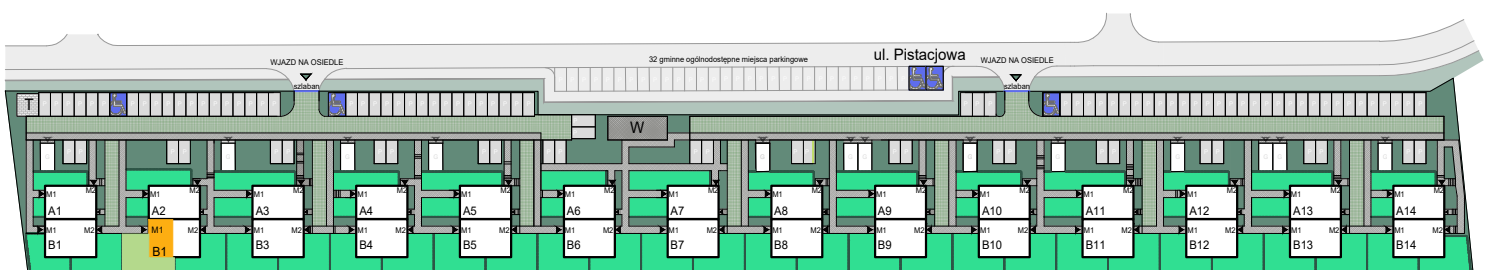 ul. Pistacjowa
32 gminne ogólnodostępne miejsca parkingowe
WJAZD NA OSIEDLE
WJAZD NA OSIEDLE
szlaban
szlaban
T
W
M1 M2 M1 M2 M1 M2 M1 M2 M1 M2 M1 M2 M1 M2 M1 M2 M1 M2 M1 M2 M1 M2 M1 M2 M1 M2 M1 M2
A1 A2 A3 A4 A5 A6 A7 A8 A9 A10 A11 A12 A13 A14
M1 M2 M1 M2 M1 M2 M1 M2 M1 M2 M1 M2 M1 M2 M1 M2 M1 M2 M1 M2 M1 M2 M1 M2 M1 M2 M1 M2
B1 B1 B3 B4 B5 B6 B7 B8 B9 B10 B11 B12 B13 B14